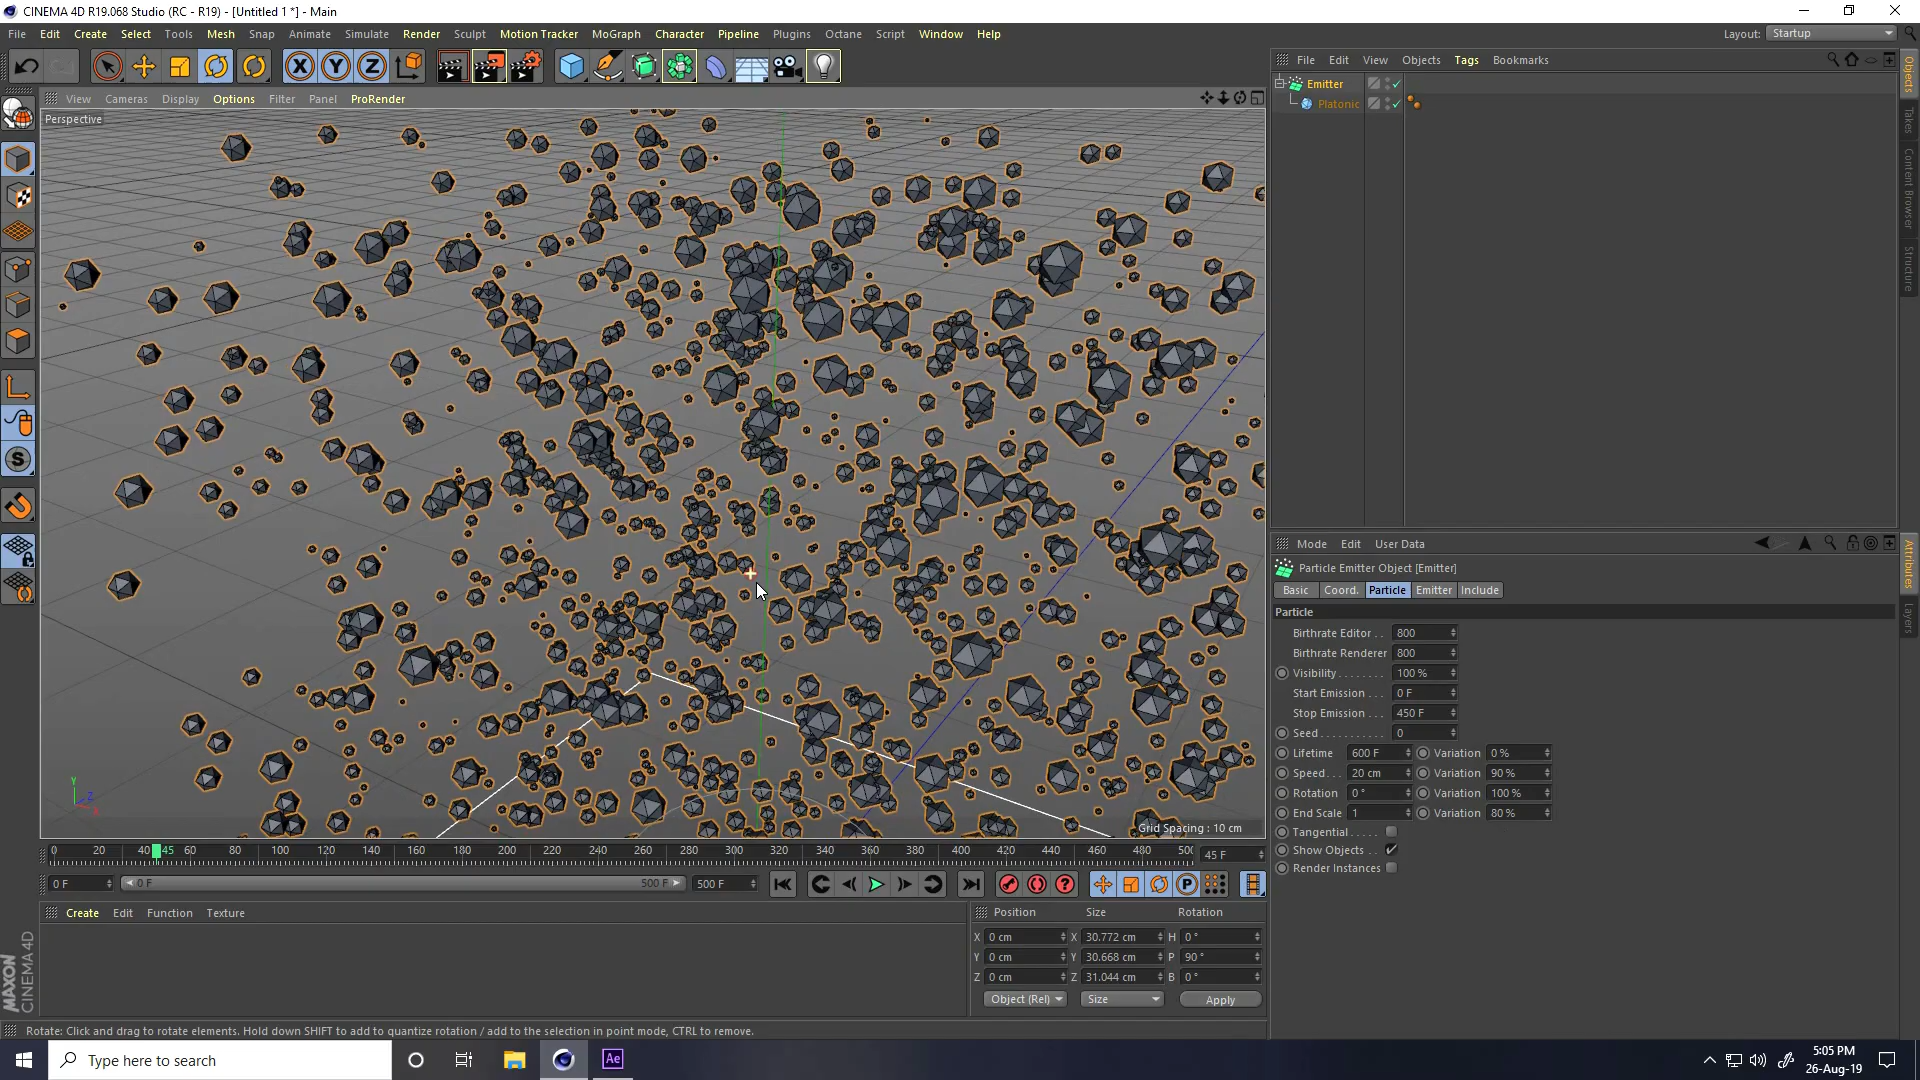 CINEMA 4D R19.068 Studio (RC - R19) - [Untitled 1 *] - Main
File Edit Create Select Tools Mesh Snap Animate Simulate Render Sculpt Motion Tracker MoGraph Character Pipeline Plugins Octane Script Window Help
Layout: Startup
X Y Z
View Cameras Display Options Filter Panel ProRender
Perspective
Grid Spacing : 10 cm
Y
Z
X
S
0 20 40 45 60 80 100 120 140 160 180 200 220 240 260 280 300 320 340 360 380 400 420 440 460 480 500
45 F
0 F
0 F
500 F
500 F
P
Create Edit Function Texture
Position Size Rotation
X 0 cm X 30.772 cm H 0 °
Y 0 cm Y 30.668 cm P 90 °
Z 0 cm Z 31.044 cm B 0 °
Object (Rel) Size Apply
MAXON
CINEMA 4D
Rotate: Click and drag to rotate elements. Hold down SHIFT to add to quantize rotation / add to the selection in point mode, CTRL to remove.
File Edit View Objects Tags Bookmarks
Emitter
Platonic
Objects
Takes
Content Browser
Structure
Mode Edit User Data
Particle Emitter Object [Emitter]
Basic Coord. Particle Emitter Include
Particle
Birthrate Editor . . 800
Birthrate Renderer 800
Visibility. . . . . . . . 100 %
Start Emission . . . 0 F
Stop Emission . . . 450 F
Seed. . . . . . . . . . . 0
Lifetime 600 F Variation 0 %
Speed. . . 20 cm Variation 90 %
Rotation 0 ° Variation 100 %
End Scale 1 Variation 80 %
Tangential . . . . .
Show Objects . .
Render Instances
Attributes
Layers
Type here to search
Ae
5:05 PM
26-Aug-19